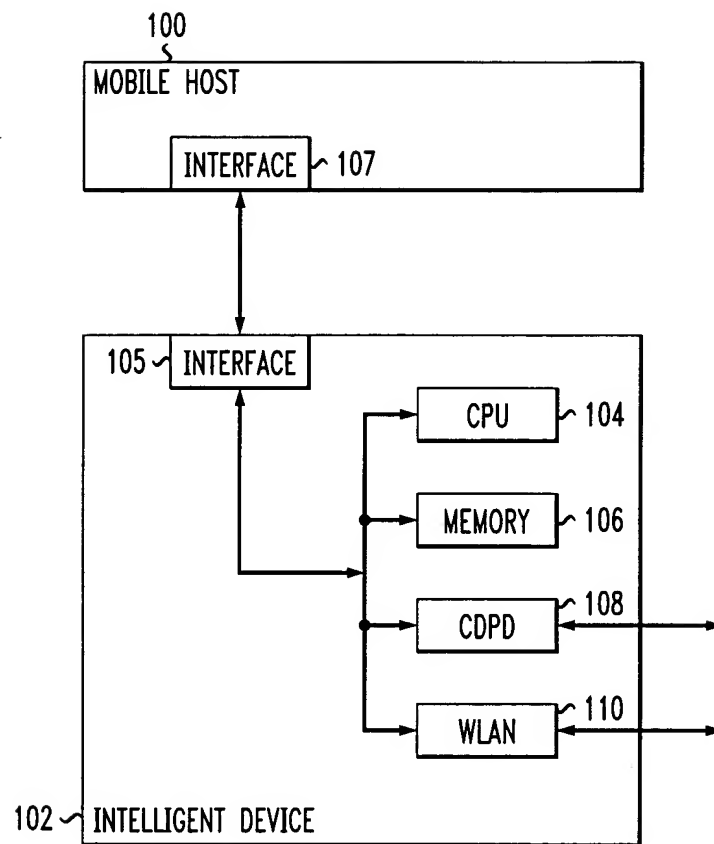 100
MOBILE HOST
INTERFACE 107
105 INTERFACE
CPU 104
MEMORY 106
108
CDPD
110
WLAN
102 INTELLIGENT DEVICE